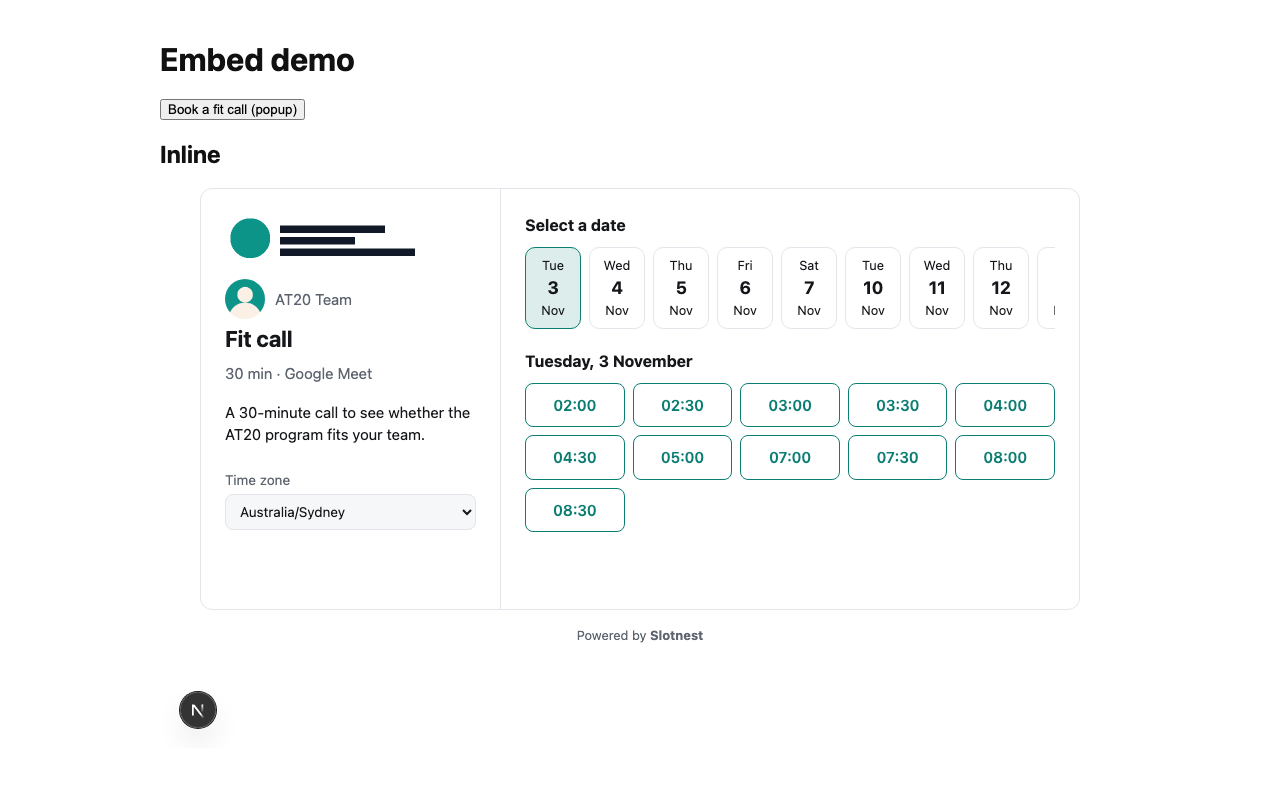 Embed demo
Book a fit call (popup)
Inline
AT20 Team
Fit call
30 min · Google Meet
A 30-minute call to see whether the
AT20 program fits your team.
Time zone
Australia/Sydney
Select a date
Tue Wed Thu Fri Sat Tue Wed Thu
3 4 5 6 7 10 11 12
Nov Nov Nov Nov Nov Nov Nov Nov
Tuesday, 3 November
02:00 02:30 03:00 03:30 04:00
04:30 05:00 07:00 07:30 08:00
08:30
Powered by Slotnest
N